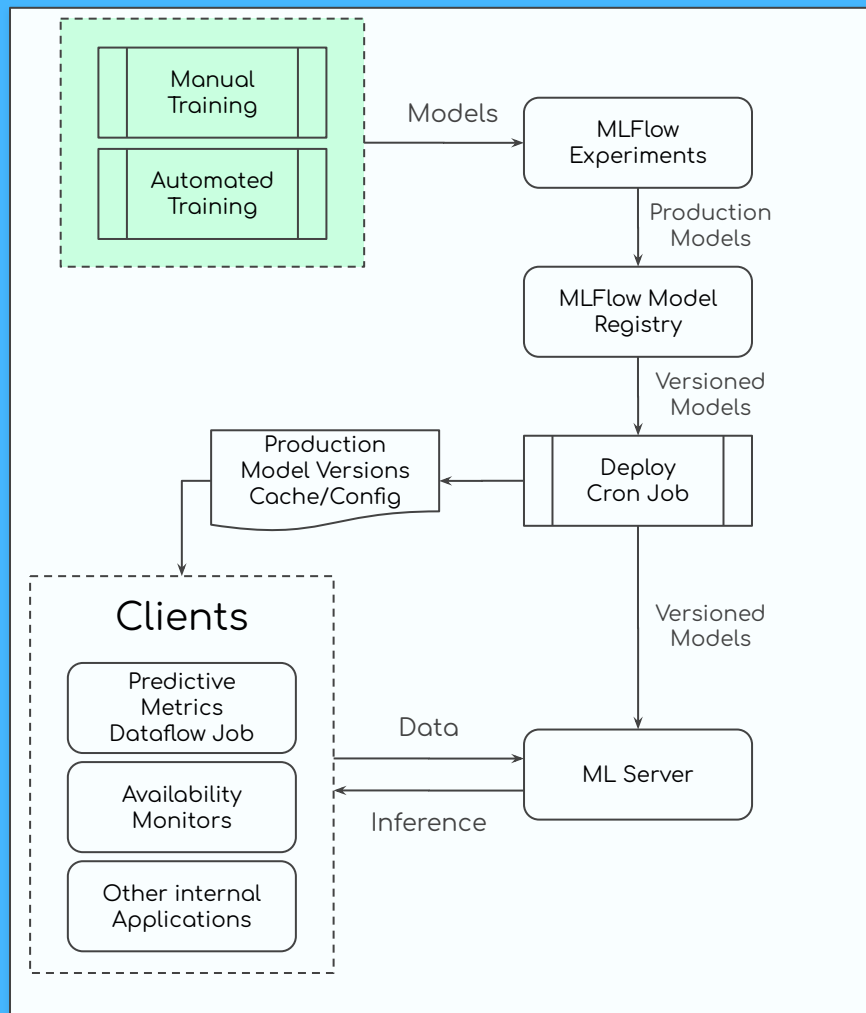 Manual
Training
Automated
Training
Models
MLFlow
Experiments
Production
Models
MLFlow Model
Registry
Versioned
Models
Production
Model Versions
Cache/Config
Deploy
Cron Job
Clients
Versioned
Models
Predictive
Metrics
Dataflow Job
Data
ML Server
Availability
Monitors
Inference
Other internal
Applications